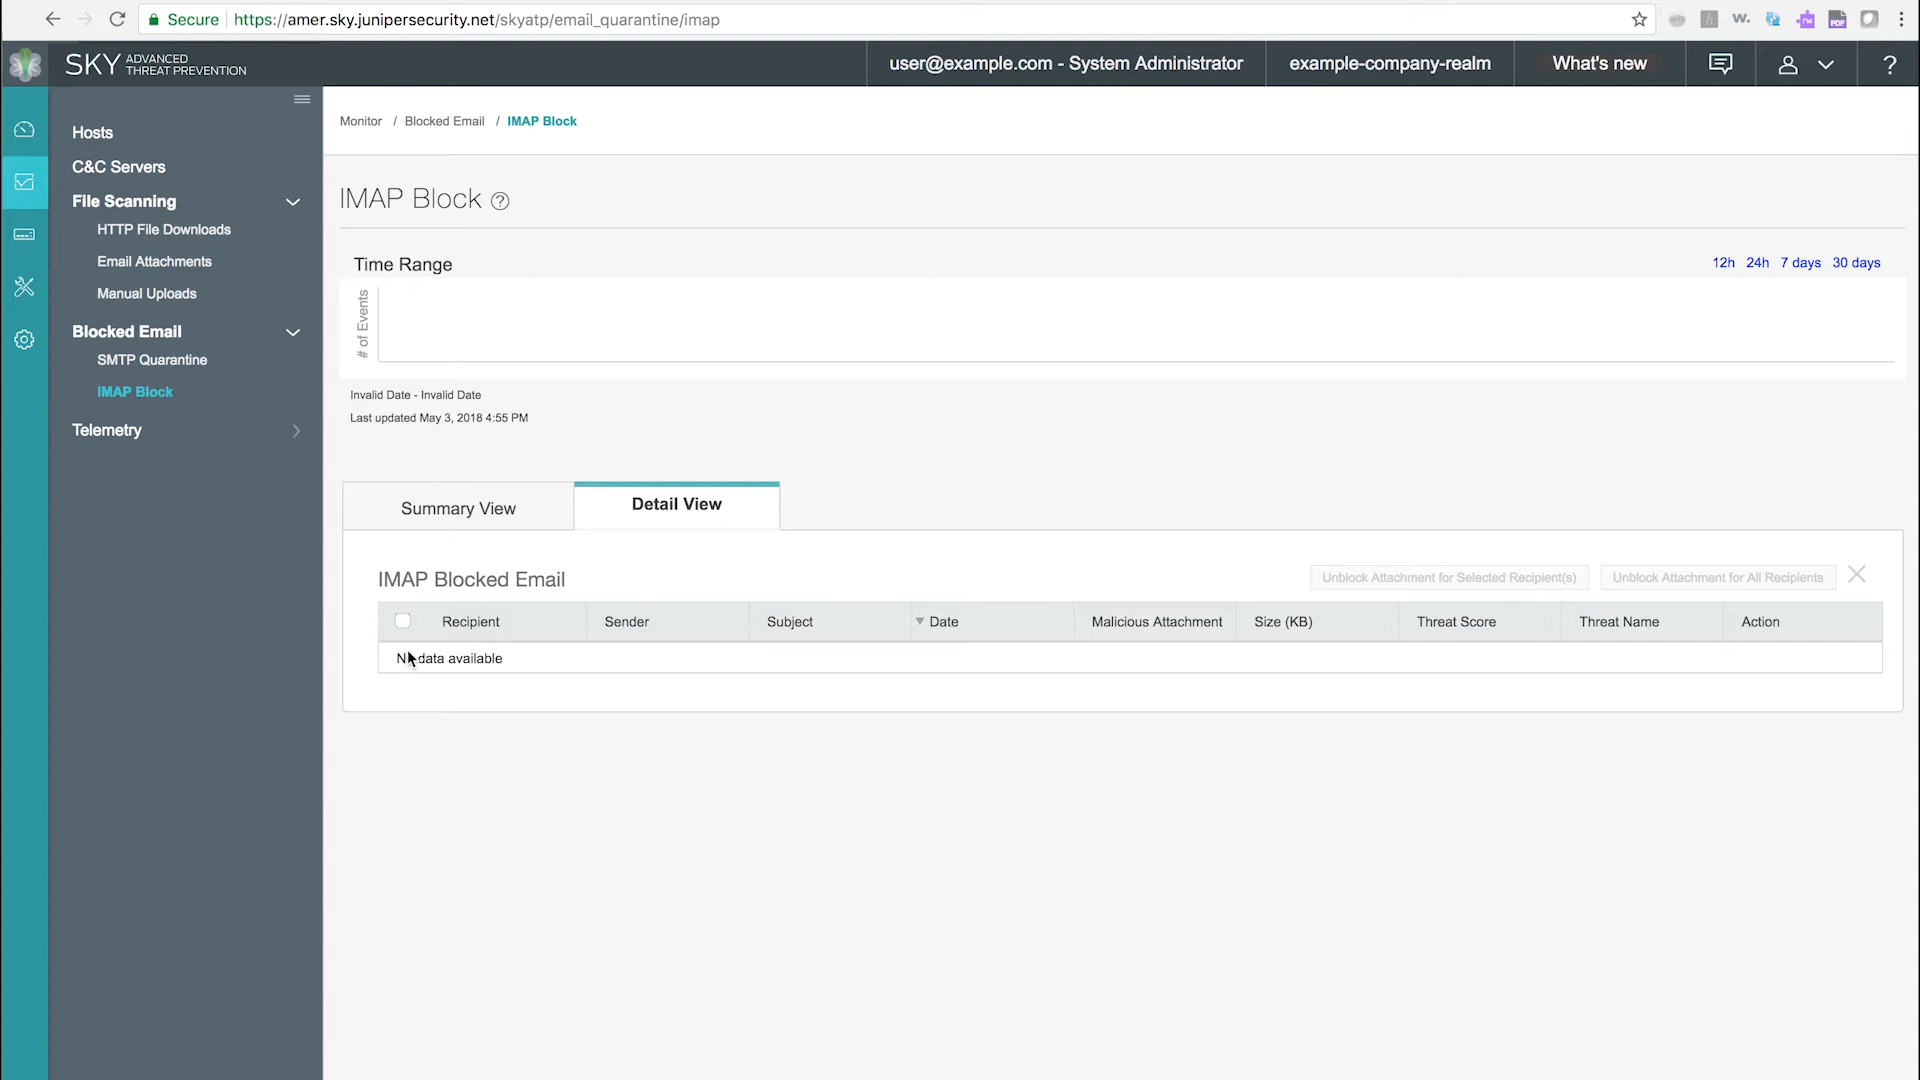 Secure https://amer.sky.junipersecurity.net/skyatp/email_quarantine/imap
SKY ADVANCED THREAT PREVENTION
user@example.com - System Administrator
example-company-realm
What's new
?
Hosts
C&C Servers
File Scanning
HTTP File Downloads
Email Attachments
Manual Uploads
Blocked Email
SMTP Quarantine
IMAP Block
Telemetry
Monitor / Blocked Email / IMAP Block
IMAP Block ?
Time Range
12h 24h 7 days 30 days
# of Events
Invalid Date - Invalid Date
Last updated May 3, 2018 4:55 PM
Summary View
Detail View
IMAP Blocked Email
Unblock Attachment for Selected Recipient(s)
Unblock Attachment for All Recipients
Recipient Sender Subject Date Malicious Attachment Size (KB) Threat Score Threat Name Action
No data available